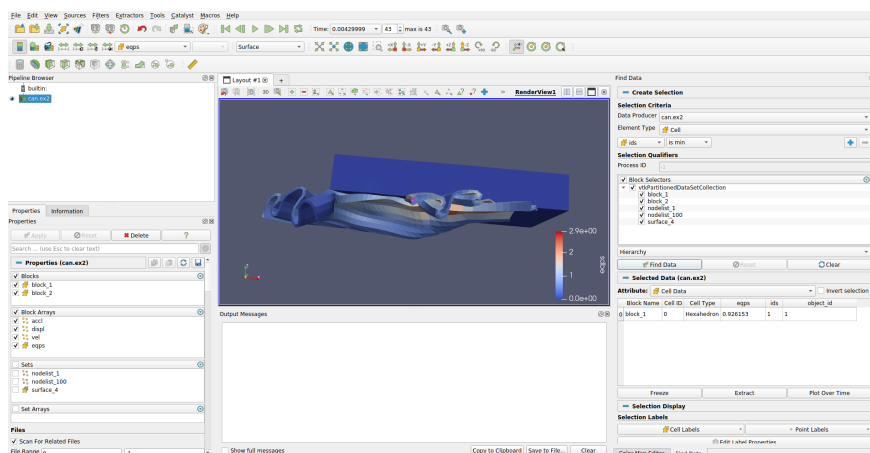 File Edit View Sources Filters Extractors Tools Catalyst Macros Help
Time: 0.00429999 43 max is 43
eqps Surface
Pipeline Browser
builtin:
can.ex2
Properties Information
Properties
Apply Reset Delete ?
Search ... (use Esc to clear text)
Properties (can.ex2)
Blocks
block_1
block_2
Block Arrays
accl
displ
vel
eqps
Sets
nodelist_1
nodelist_100
surface_4
Set Arrays
Files
Scan For Related Files
File Range 0 1
Layout #1 +
3D RenderView1
2.9e+00
2
1
0.0e+00
eqps
Output Messages
Show full messages Copy to Clipboard Save to File... Clear
Find Data
Create Selection
Selection Criteria
Data Producer can.ex2
Element Type Cell
ids is min
Selection Qualifiers
Process ID -1
Block Selectors
vtkPartitionedDataSetCollection
block_1
block_2
nodelist_1
nodelist_100
surface_4
Hierarchy
Find Data Reset Clear
Selected Data (can.ex2)
Attribute: Cell Data Invert selection
Block Name Cell ID Cell Type eqps ids object_id
0 block_1 0 Hexahedron 0.926153 1 1
Freeze Extract Plot Over Time
Selection Display
Selection Labels
Cell Labels Point Labels
Edit Label Properties
Color Map Editor Find Data